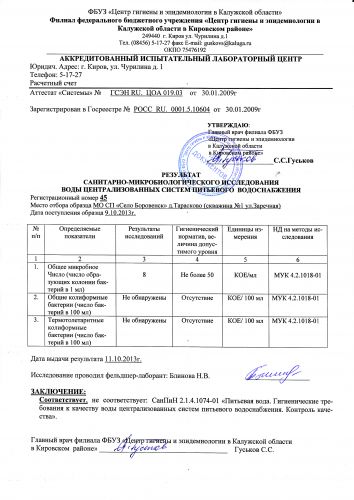 ФБУЗ «Центр гигиены и эпидемиологии в Калужской области»
Филиал федерального бюджетного учреждения «Центр гигиены и эпидемиологии в
Калужской области в Кировском районе»
249440 г. Киров ул. Чурилина д.1
Тел. (08456) 5-17-27 факс E-mail: guskovs@kaluga.ru
ОКПО 75476192
АККРЕДИТОВАННЫЙ ИСПЫТАТЕЛЬНЫЙ ЛАБОРАТОРНЫЙ ЦЕНТР
Юридич. Адрес: г. Киров, ул. Чурилина д. 1
Телефон: 5-17-27
Расчетный счет
Аттестат «Системы» № ГСЭН RU. ЦОА 019.03 от 30.01.2009г
Зарегистрирован в Госреестре № РОСС RU. 0001.5.10604 от 30.01.2009г
УТВЕРЖДАЮ:
Главный врач филиала ФБУЗ
«Центр гигиены и эпидемиологии
в Калужской области
в Кировском районе»
С.С.Гуськов
РЕЗУЛЬТАТ
САНИТАРНО-МИКРОБИОЛОГИЧЕСКОГО ИССЛЕДОВАНИЯ
ВОДЫ ЦЕНТРАЛИЗОВАННЫХ СИСТЕМ ПИТЬЕВОГО ВОДОСНАБЖЕНИЯ
Регистрационный номер 45
Место отбора образца МО СП «Село Боровенск» д.Тарасково (скважина №1 ул.Заречная)
Дата поступления образца 9.10.2013г.
№ п/п Определяемые показатели Результаты исследований Гигиенический норматив, величина допустимого уровня Единицы измерения НД на методы исследований
1 2 3 4 5 6
1. Общее микробное Число (число образующих колонии бактерий в 1 мл) 8 Не более 50 КОЕ/мл МУК 4.2.1018-01
2. Общие колиформные бактерии (число бактерий в 100 мл) Не обнаружены Отсутствие КОЕ/ 100 мл МУК 4.2.1018-01
3. Термотолерантные колиформные бактерии (число бактерий в 100 мл) Не обнаружены Отсутствие КОЕ/ 100 мл МУК 4.2.1018-01
Дата выдачи результата 11.10.2013г.
Исследование проводил фельдшер-лаборант: Блинова Н.В.
ЗАКЛЮЧЕНИЕ:
Соответствует, не соответствует: СанПиН 2.1.4.1074-01 «Питьевая вода. Гигиенические требования к качеству воды централизованных систем питьевого водоснабжения. Контроль качества».
Главный врач филиала ФБУЗ «Центр гигиены и эпидемиологии в Калужской области
в Кировском районе» Гуськов С.С.